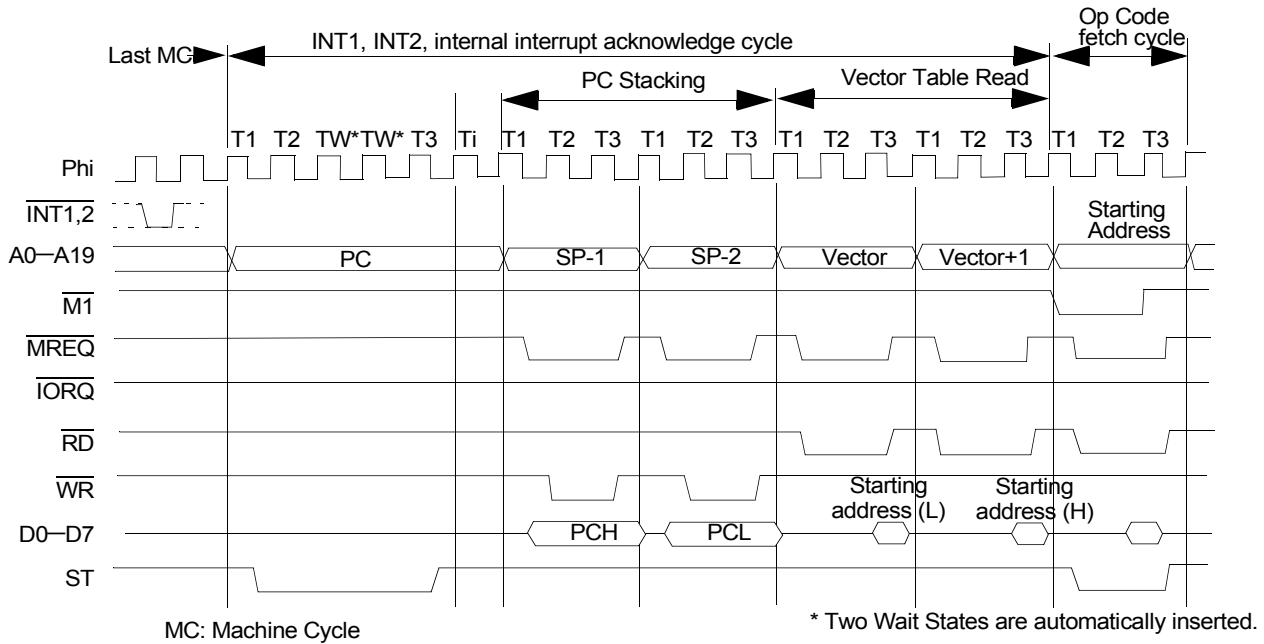 Op Code
fetch cycle
Last MC
INT1, INT2, internal interrupt acknowledge cycle
PC Stacking
Vector Table Read
T1 T2 TW*TW* T3 Ti T1 T2 T3 T1 T2 T3 T1 T2 T3 T1 T2 T3 T1 T2 T3
Phi
INT1,2
Starting
Address
A0—A19
PC SP-1 SP-2 Vector Vector+1
M1
MREQ
IORQ
RD
WR
Starting
address (L)
Starting
address (H)
D0—D7
PCH PCL
ST
MC: Machine Cycle
* Two Wait States are automatically inserted.